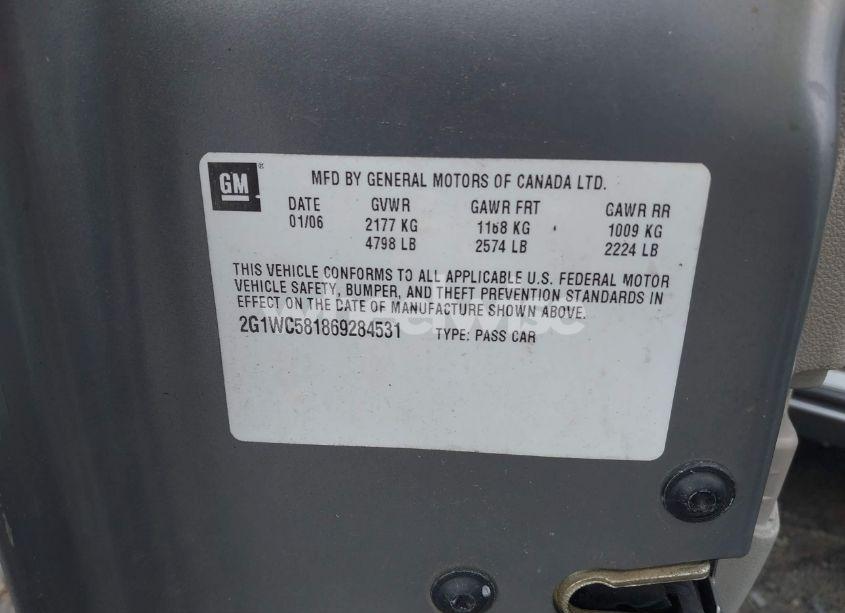 GM®
MFD BY GENERAL MOTORS OF CANADA LTD.
DATE GVWR GAWR FRT GAWR RR
01/06 2177 KG 1168 KG 1009 KG
4798 LB 2574 LB 2224 LB
THIS VEHICLE CONFORMS TO ALL APPLICABLE U.S. FEDERAL MOTOR
VEHICLE SAFETY, BUMPER, AND THEFT PREVENTION STANDARDS IN
EFFECT ON THE DATE OF MANUFACTURE SHOWN ABOVE.
2G1WC581869284531 TYPE: PASS CAR